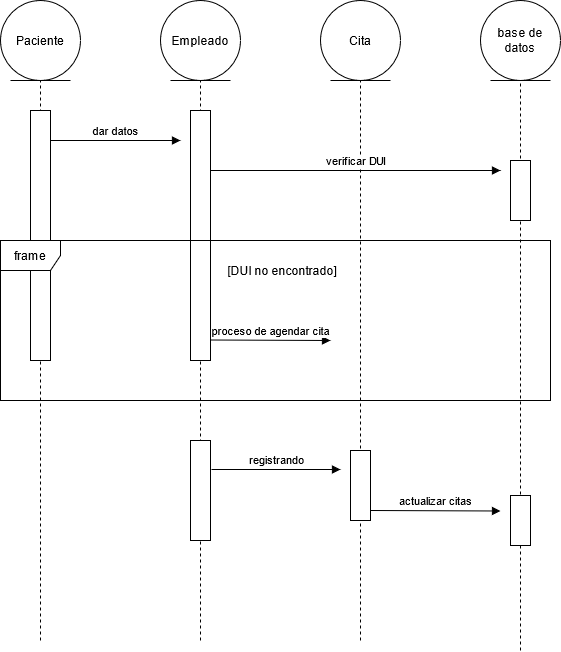 Paciente
Empleado
Cita
base de
datos
dar datos
verificar DUI
frame
[DUI no encontrado]
proceso de agendar cita
registrando
actualizar citas